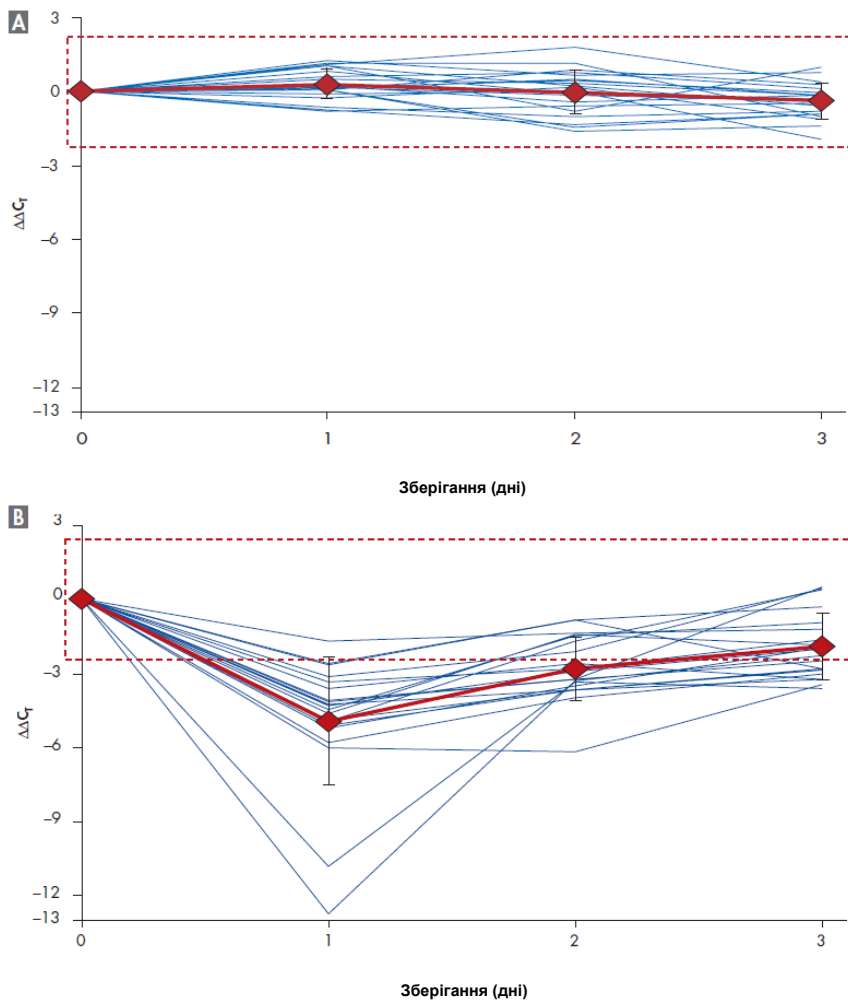 A
3
0
–3
–6
–9
–12
–13
ΔΔCT
0 1 2 3
Зберігання (дні)
B
3
0
–3
–6
–9
–12
–13
ΔΔCT
0 1 2 3
Зберігання (дні)